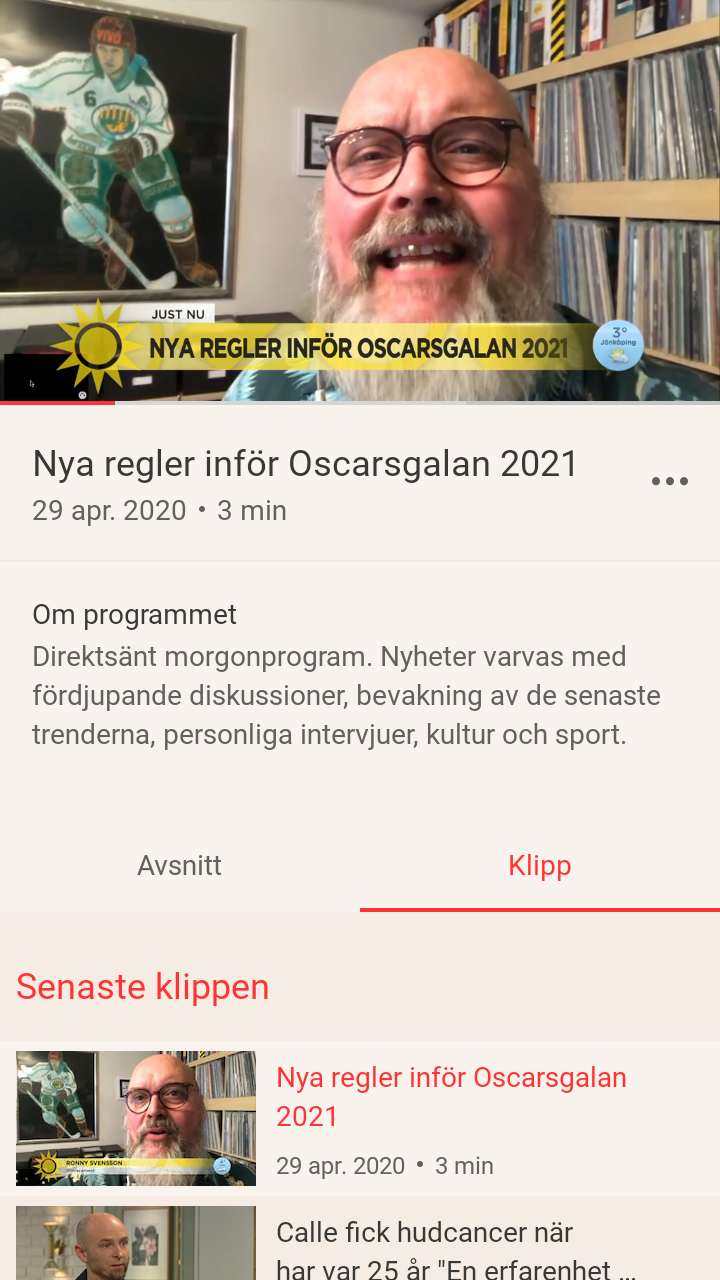 VIVO
6
JUST NU
NYA REGLER INFÖR OSCARSGALAN 2021
3°
Jönköping
Nya regler inför Oscarsgalan 2021
29 apr. 2020 • 3 min
Om programmet
Direktsänt morgonprogram. Nyheter varvas med
fördjupande diskussioner, bevakning av de senaste
trenderna, personliga intervjuer, kultur och sport.
Avsnitt
Klipp
Senaste klippen
Nya regler inför Oscarsgalan
2021
RONNY SVENSSON
29 apr. 2020 • 3 min
Calle fick hudcancer när
han var 25 år "En erfarenhet ...